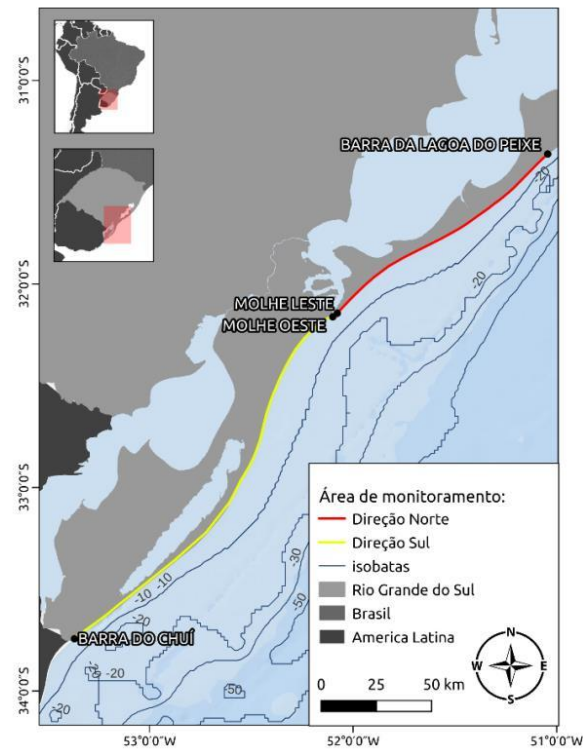 31°0'0"S
32°0'0"S
33°0'0"S
34°0'0"S
BARRA DA LAGOA DO PEIXE
-20
-20
MOLHE LESTE
MOLHE OESTE
-10
-10
-20
-30
-50
BARRA DO CHUÍ
-20
-20
-50
-20
Área de monitoramento:
Direção Norte
Direção Sul
isobatas
Rio Grande do Sul
Brasil
America Latina
N
W
E
S
0 25 50 km
53°0'0"W
52°0'0"W
51°0'0"W